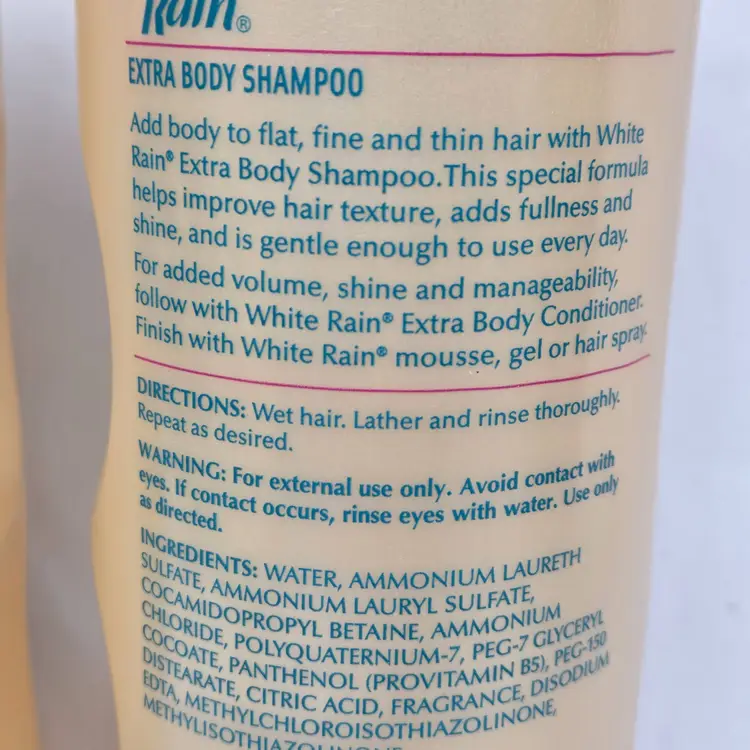 Rain®
EXTRA BODY SHAMPOO
Add body to flat, fine and thin hair with White
Rain® Extra Body Shampoo.This special formula
helps improve hair texture, adds fullness and
shine, and is gentle enough to use every day.
For added volume, shine and manageability,
follow with White Rain® Extra Body Conditioner.
Finish with White Rain® mousse, gel or hair spray.
DIRECTIONS: Wet hair. Lather and rinse thoroughly.
Repeat as desired.
WARNING: For external use only. Avoid contact with
eyes. If contact occurs, rinse eyes with water. Use only
as directed.
INGREDIENTS: WATER, AMMONIUM LAURETH
SULFATE, AMMONIUM LAURYL SULFATE,
COCAMIDOPROPYL BETAINE, AMMONIUM
CHLORIDE, POLYQUATERNIUM-7, PEG-7 GLYCERYL
COCOATE, PANTHENOL (PROVITAMIN B5), PEG-150
DISTEARATE, CITRIC ACID, FRAGRANCE, DISODIUM
EDTA, METHYLCHLOROISOTHIAZOLINONE,
METHYLISOTHIAZOLINONE